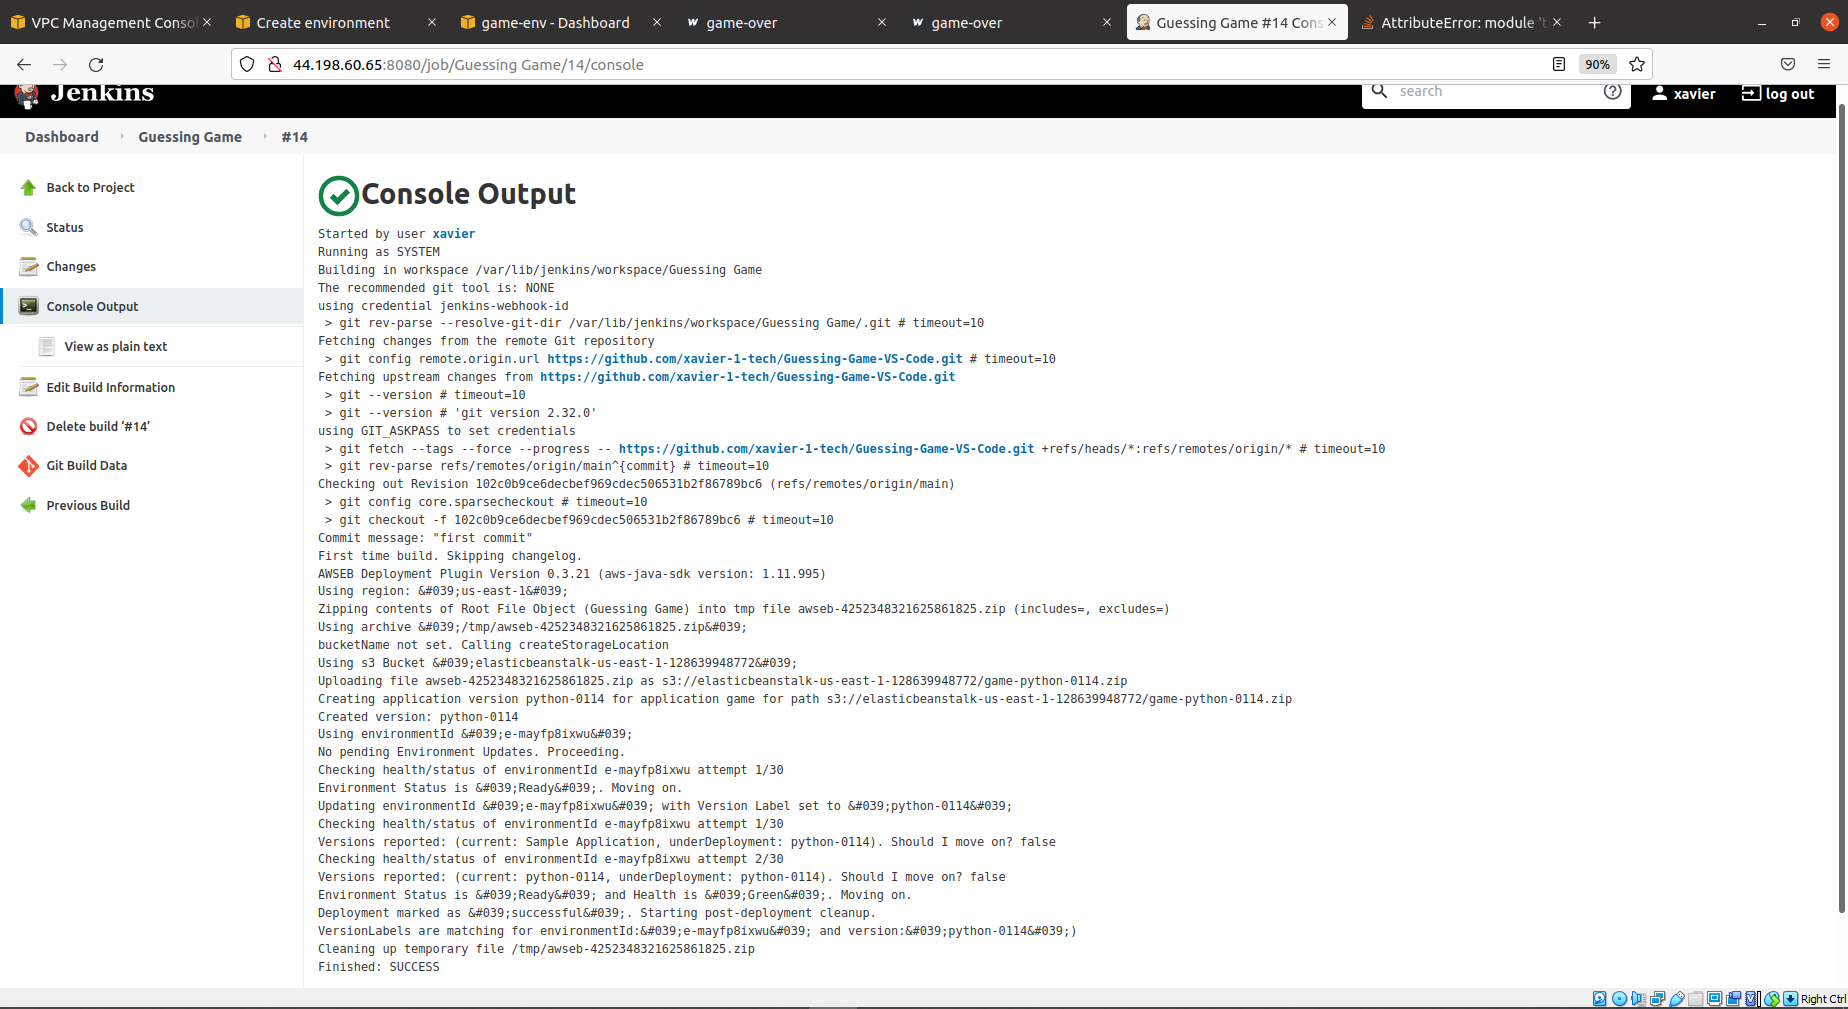 VPC Management Conso
Create environment
game-env - Dashboard
game-over
game-over
Guessing Game #14 Cons
AttributeError: module 't
44.198.60.65:8080/job/Guessing Game/14/console
90%
Jenkins
search
xavier
log out
Dashboard
Guessing Game
#14
Back to Project
Status
Changes
Console Output
View as plain text
Edit Build Information
Delete build ‘#14’
Git Build Data
Previous Build
Console Output
Started by user xavier
Running as SYSTEM
Building in workspace /var/lib/jenkins/workspace/Guessing Game
The recommended git tool is: NONE
using credential jenkins-webhook-id
> git rev-parse --resolve-git-dir /var/lib/jenkins/workspace/Guessing Game/.git # timeout=10
Fetching changes from the remote Git repository
> git config remote.origin.url https://github.com/xavier-1-tech/Guessing-Game-VS-Code.git # timeout=10
Fetching upstream changes from https://github.com/xavier-1-tech/Guessing-Game-VS-Code.git
> git --version # timeout=10
> git --version # 'git version 2.32.0'
using GIT_ASKPASS to set credentials
> git fetch --tags --force --progress -- https://github.com/xavier-1-tech/Guessing-Game-VS-Code.git +refs/heads/*:refs/remotes/origin/* # timeout=10
> git rev-parse refs/remotes/origin/main^{commit} # timeout=10
Checking out Revision 102c0b9ce6decbef969cdec506531b2f86789bc6 (refs/remotes/origin/main)
> git config core.sparsecheckout # timeout=10
> git checkout -f 102c0b9ce6decbef969cdec506531b2f86789bc6 # timeout=10
Commit message: "first commit"
First time build. Skipping changelog.
AWSEB Deployment Plugin Version 0.3.21 (aws-java-sdk version: 1.11.995)
Using region: &#039;us-east-1&#039;
Zipping contents of Root File Object (Guessing Game) into tmp file awseb-4252348321625861825.zip (includes=, excludes=)
Using archive &#039;/tmp/awseb-4252348321625861825.zip&#039;
bucketName not set. Calling createStorageLocation
Using s3 Bucket &#039;elasticbeanstalk-us-east-1-128639948772&#039;
Uploading file awseb-4252348321625861825.zip as s3://elasticbeanstalk-us-east-1-128639948772/game-python-0114.zip
Creating application version python-0114 for application game for path s3://elasticbeanstalk-us-east-1-128639948772/game-python-0114.zip
Created version: python-0114
Using environmentId &#039;e-mayfp8ixwu&#039;
No pending Environment Updates. Proceeding.
Checking health/status of environmentId e-mayfp8ixwu attempt 1/30
Environment Status is &#039;Ready&#039;. Moving on.
Updating environmentId &#039;e-mayfp8ixwu&#039; with Version Label set to &#039;python-0114&#039;
Checking health/status of environmentId e-mayfp8ixwu attempt 1/30
Versions reported: (current: Sample Application, underDeployment: python-0114). Should I move on? false
Checking health/status of environmentId e-mayfp8ixwu attempt 2/30
Versions reported: (current: python-0114, underDeployment: python-0114). Should I move on? false
Environment Status is &#039;Ready&#039; and Health is &#039;Green&#039;. Moving on.
Deployment marked as &#039;successful&#039;. Starting post-deployment cleanup.
VersionLabels are matching for environmentId:&#039;e-mayfp8ixwu&#039; and version:&#039;python-0114&#039;)
Cleaning up temporary file /tmp/awseb-4252348321625861825.zip
Finished: SUCCESS
Right Ctrl